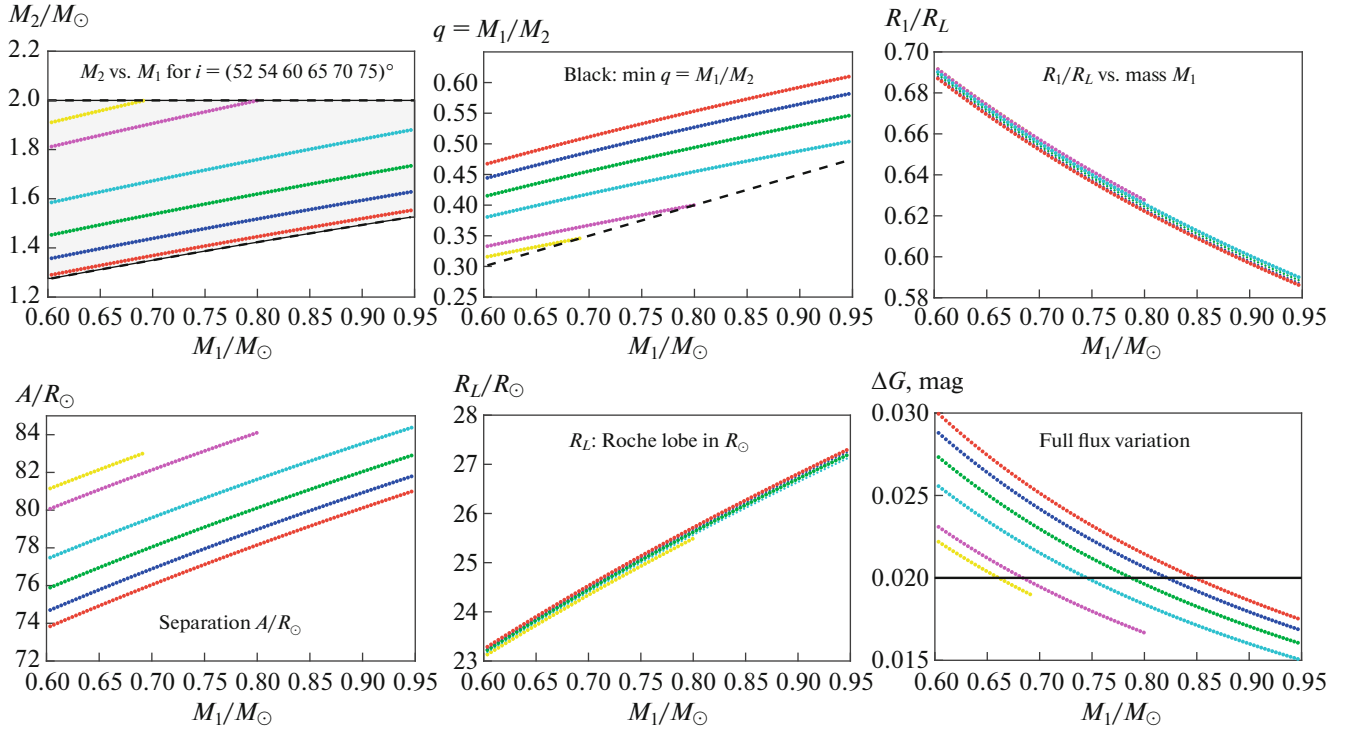 M₂/M⊙
M₂ vs. M₁ for i = (52 54 60 65 70 75)°
2.2
2.0
1.8
1.6
1.4
1.2
0.60 0.65 0.70 0.75 0.80 0.85 0.90 0.95
M₁/M⊙
q = M₁/M₂
Black: min q = M₁/M₂
0.60
0.55
0.50
0.45
0.40
0.35
0.30
0.25
0.60 0.65 0.70 0.75 0.80 0.85 0.90 0.95
M₁/M⊙
R₁/R_L
R₁/R_L vs. mass M₁
0.70
0.68
0.66
0.64
0.62
0.60
0.58
0.60 0.65 0.70 0.75 0.80 0.85 0.90 0.95
M₁/M⊙
A/R⊙
84
82
80
78
76
74
72
Separation A/R⊙
0.60 0.65 0.70 0.75 0.80 0.85 0.90 0.95
M₁/M⊙
R_L/R⊙
R_L: Roche lobe in R⊙
28
27
26
25
24
23
0.60 0.65 0.70 0.75 0.80 0.85 0.90 0.95
M₁/M⊙
ΔG, mag
Full flux variation
0.030
0.025
0.020
0.015
0.60 0.65 0.70 0.75 0.80 0.85 0.90 0.95
M₁/M⊙